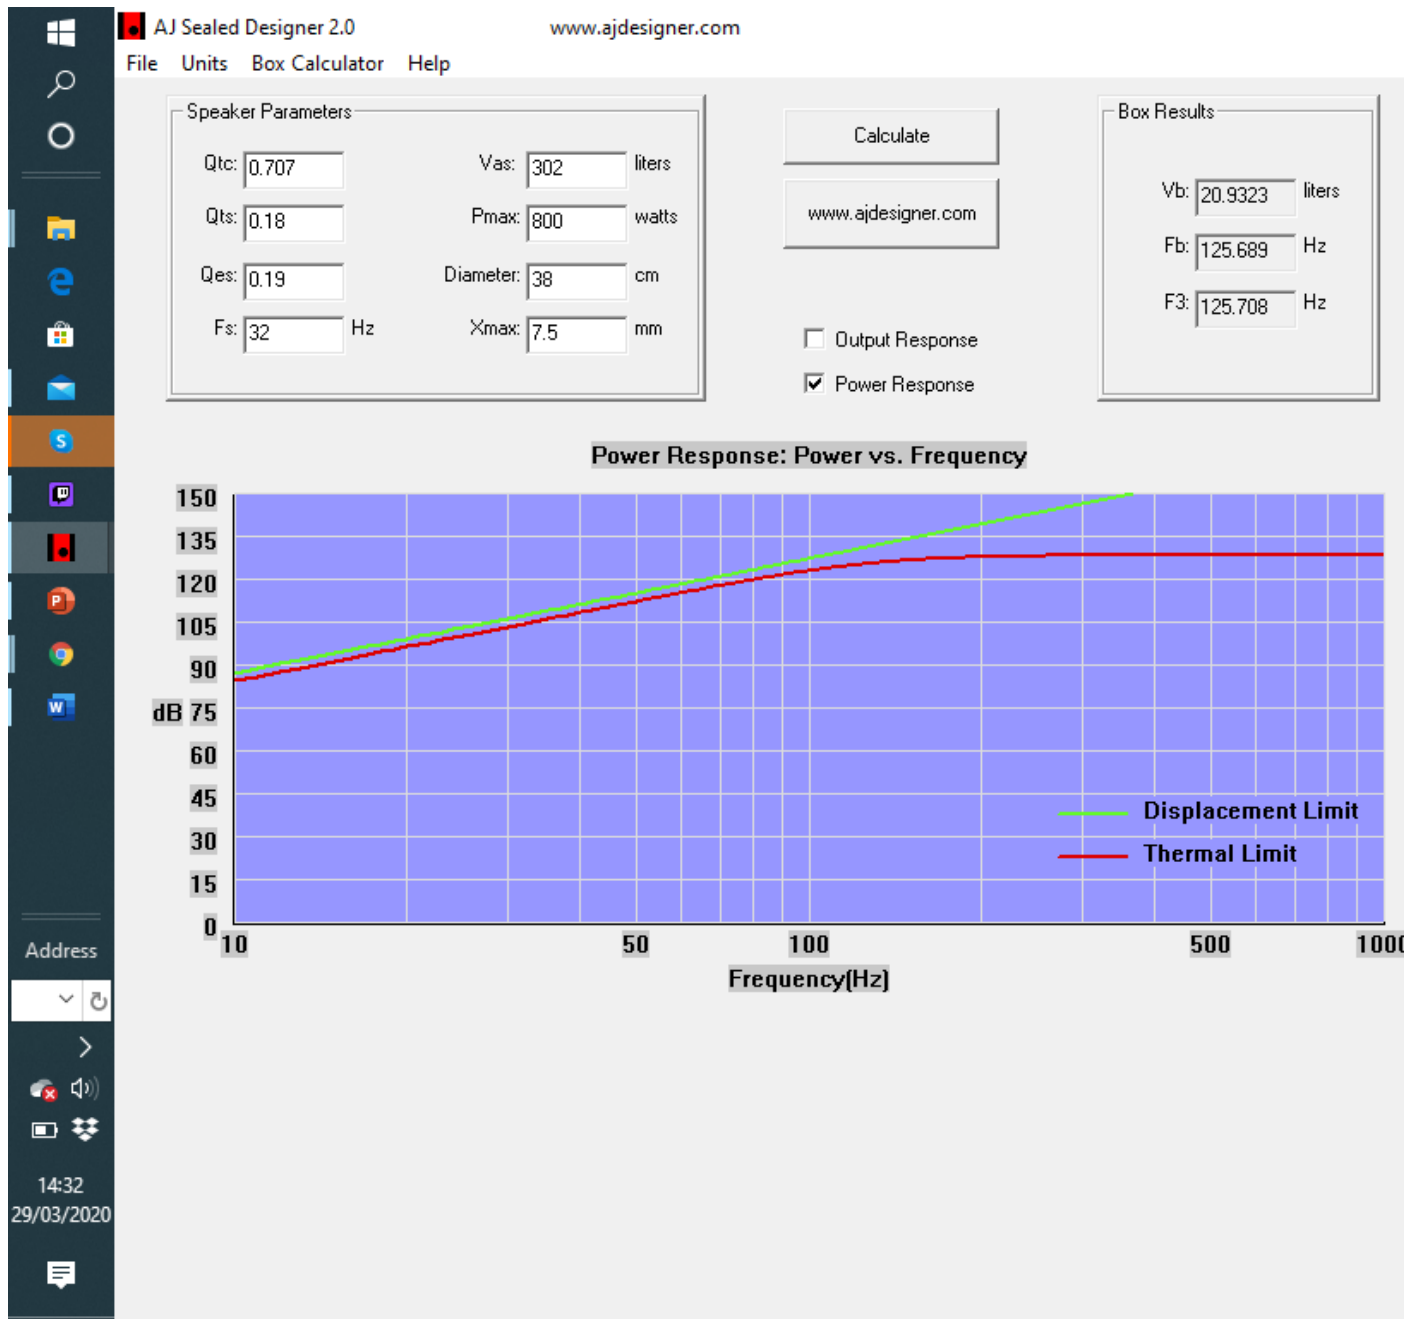 AJ Sealed Designer 2.0 www.ajdesigner.com
File Units Box Calculator Help
Speaker Parameters
Qtc: 0.707 Vas: 302 liters
Qts: 0.18 Pmax: 800 watts
Qes: 0.19 Diameter: 38 cm
Fs: 32 Hz Xmax: 7.5 mm
Calculate
www.ajdesigner.com
Output Response
Power Response
Box Results
Vb: 20.9323 liters
Fb: 125.689 Hz
F3: 125.708 Hz
Power Response: Power vs. Frequency
150
135
120
105
90
dB 75
60
45
30
15
0
Displacement Limit
Thermal Limit
10 50 100 500 1000
Frequency(Hz)
Address
14:32
29/03/2020